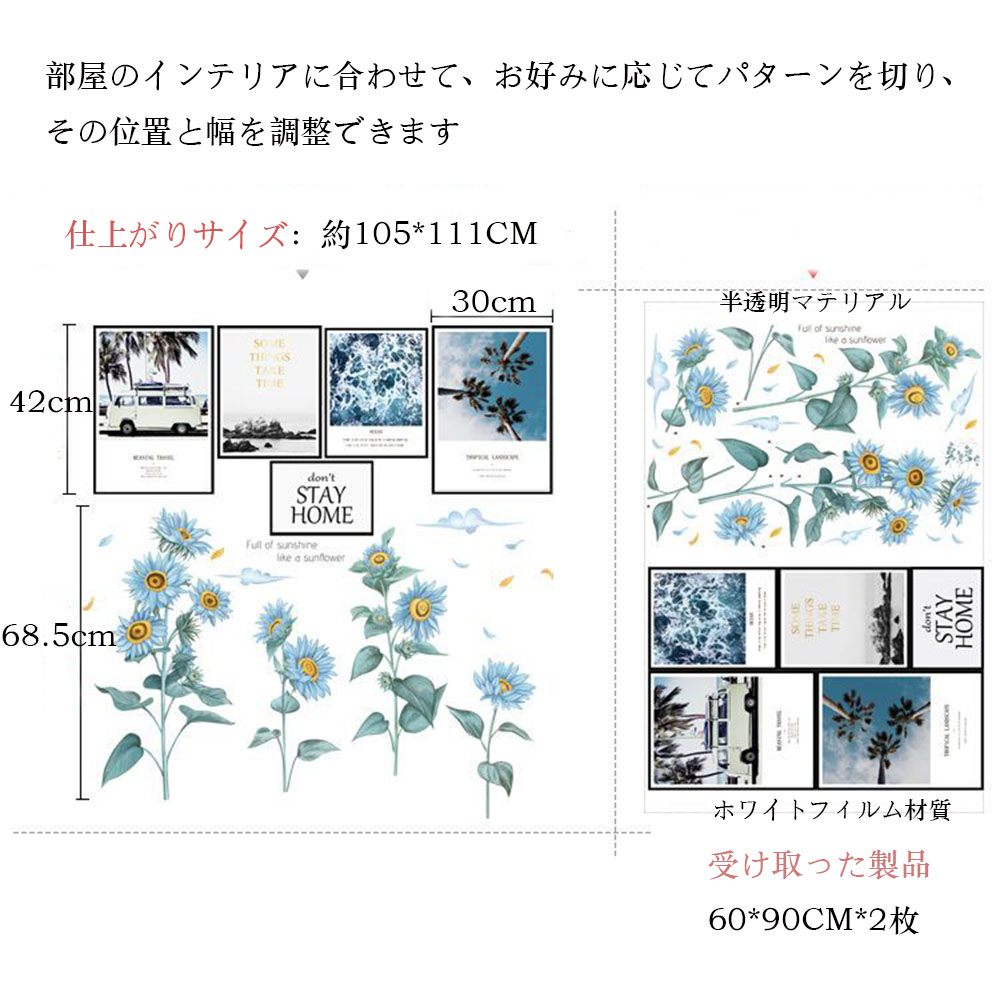 部屋のインテリアに合わせて、お好みに応じてパターンを切り、
その位置と幅を調整できます
仕上がりサイズ：約105*111CM
30cm
42cm
SOME
THINGS
TAKE
TIME
TROPICAL LANDSCAPE
don't
STAY
HOME
Full of sunshine
like a sunflower
68.5cm
半透明マテリアル
Full of sunshine
like a sunflower
SOME
THINGS
TAKE
TIME
don't
STAY
HOME
TROPICAL LANDSCAPE
ホワイトフィルム材質
受け取った製品
60*90CM*2枚